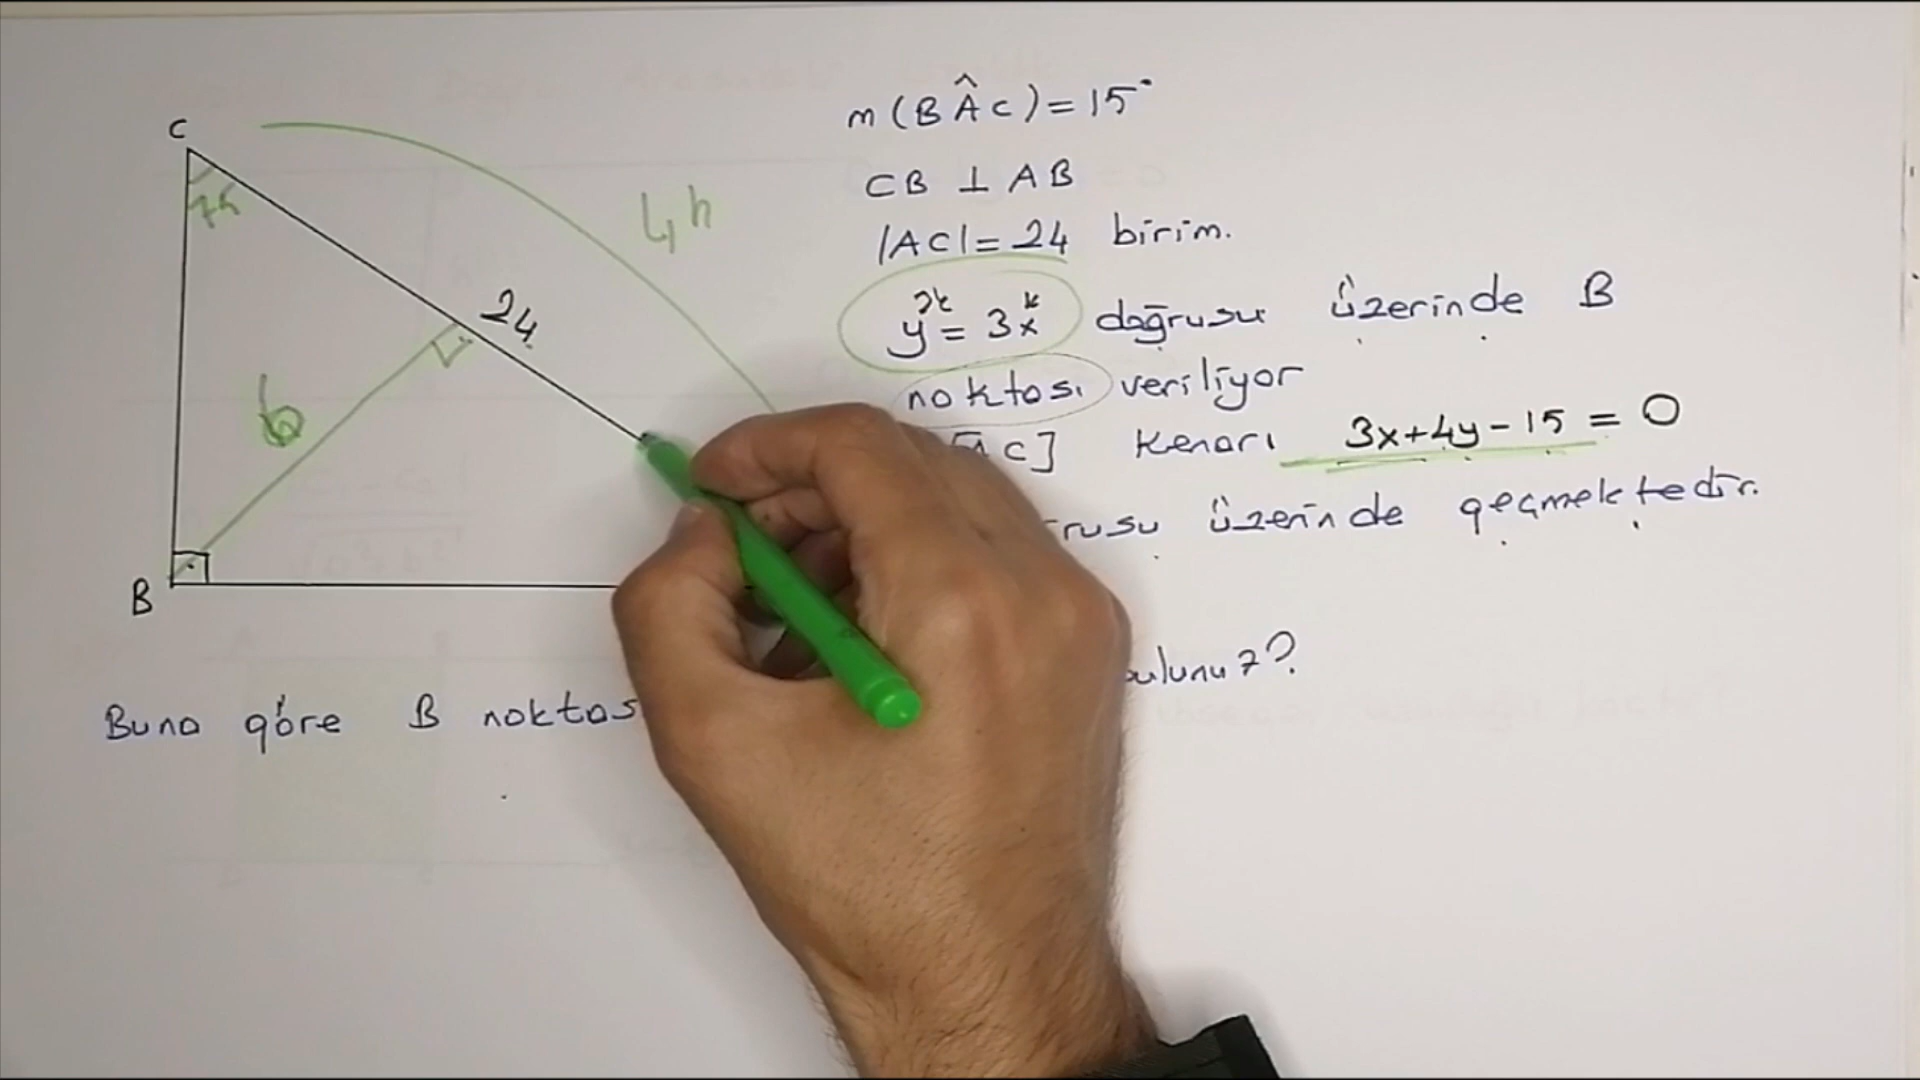 m(BÂC)=15°
CB ⊥ AB
|AC|=24 birim.
y=3x doğrusu üzerinde B
3k k
noktası veriliyor
C] kenarı 3x+4y-15=0
üzerinde geçmektedir.
Buna göre B
C
75
4h
24
6
B